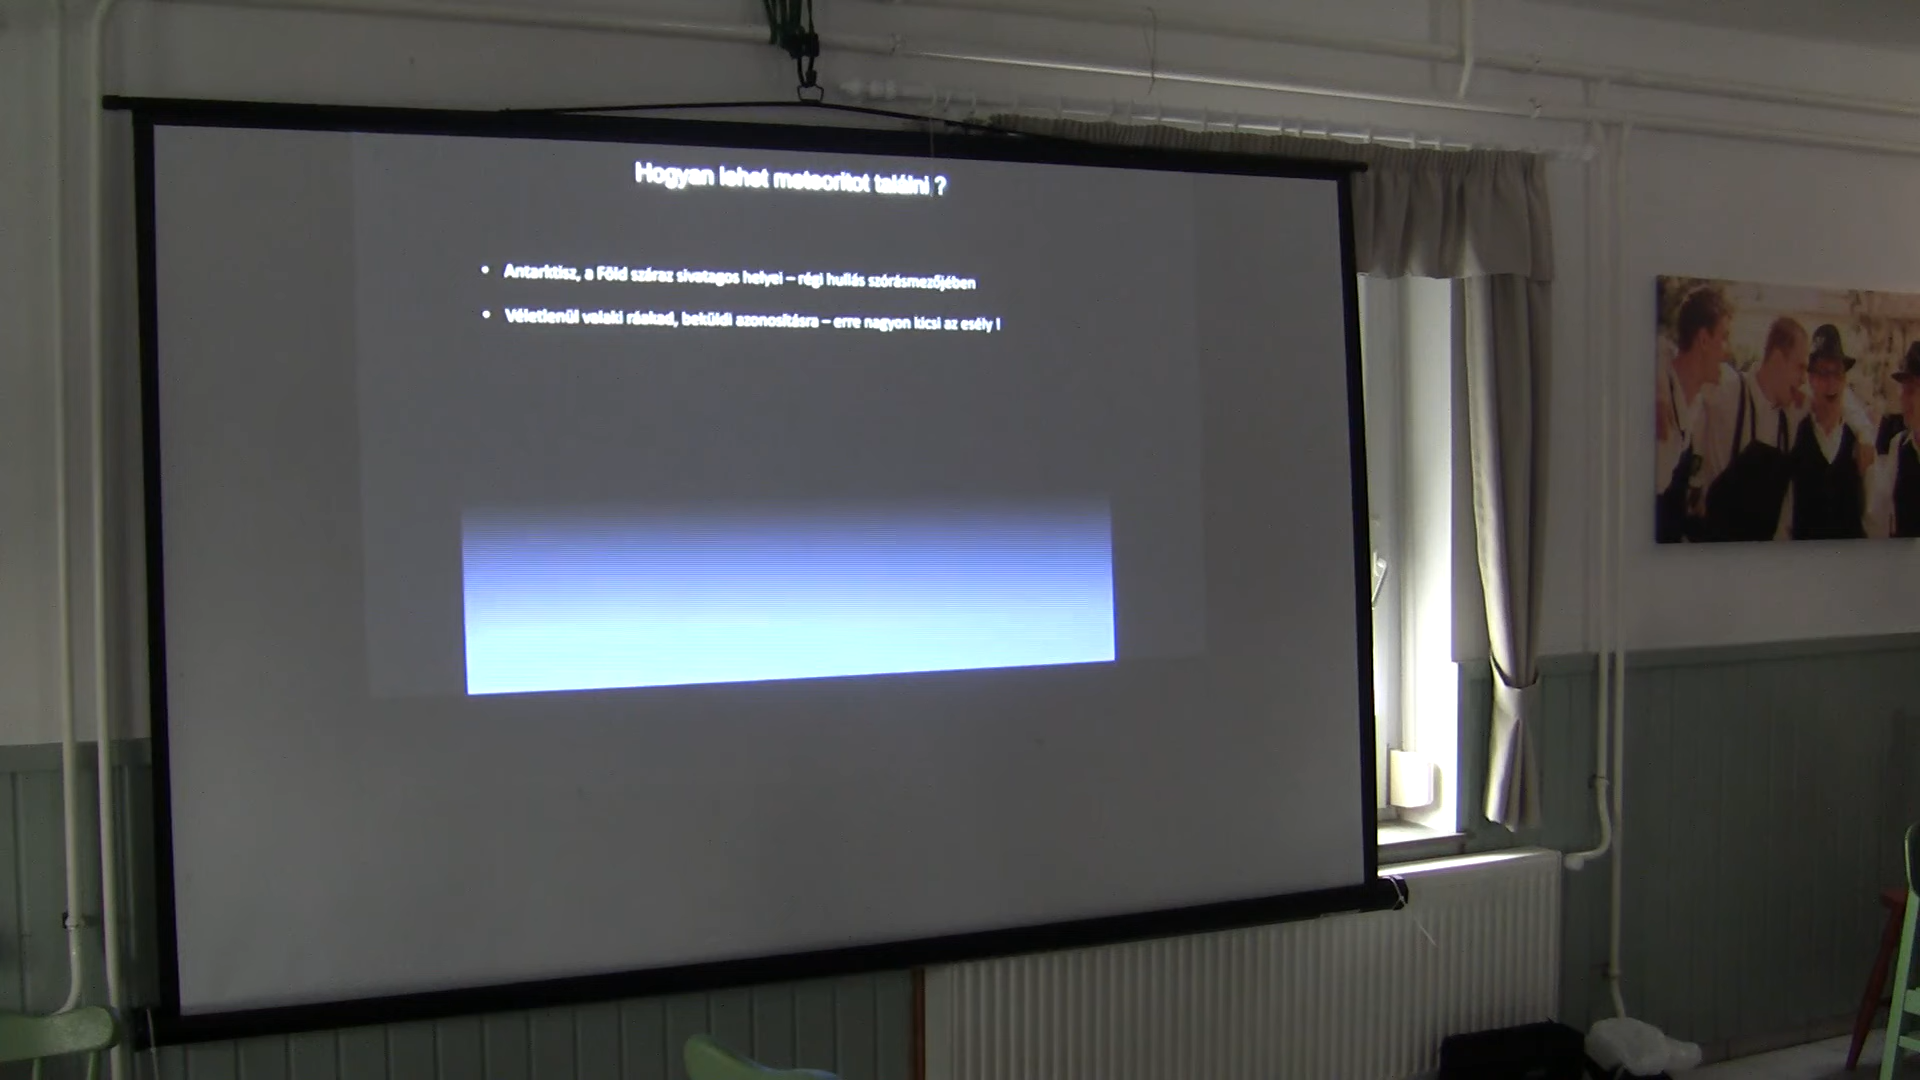 Hogyan lehet meteoritot találni ?
• Antarktisz, a Föld száraz sivatagos helyei – régi hullás szórásmezőjében
• Véletlenül valaki ráakad, beküldi azonosításra – erre nagyon kicsi az esély !